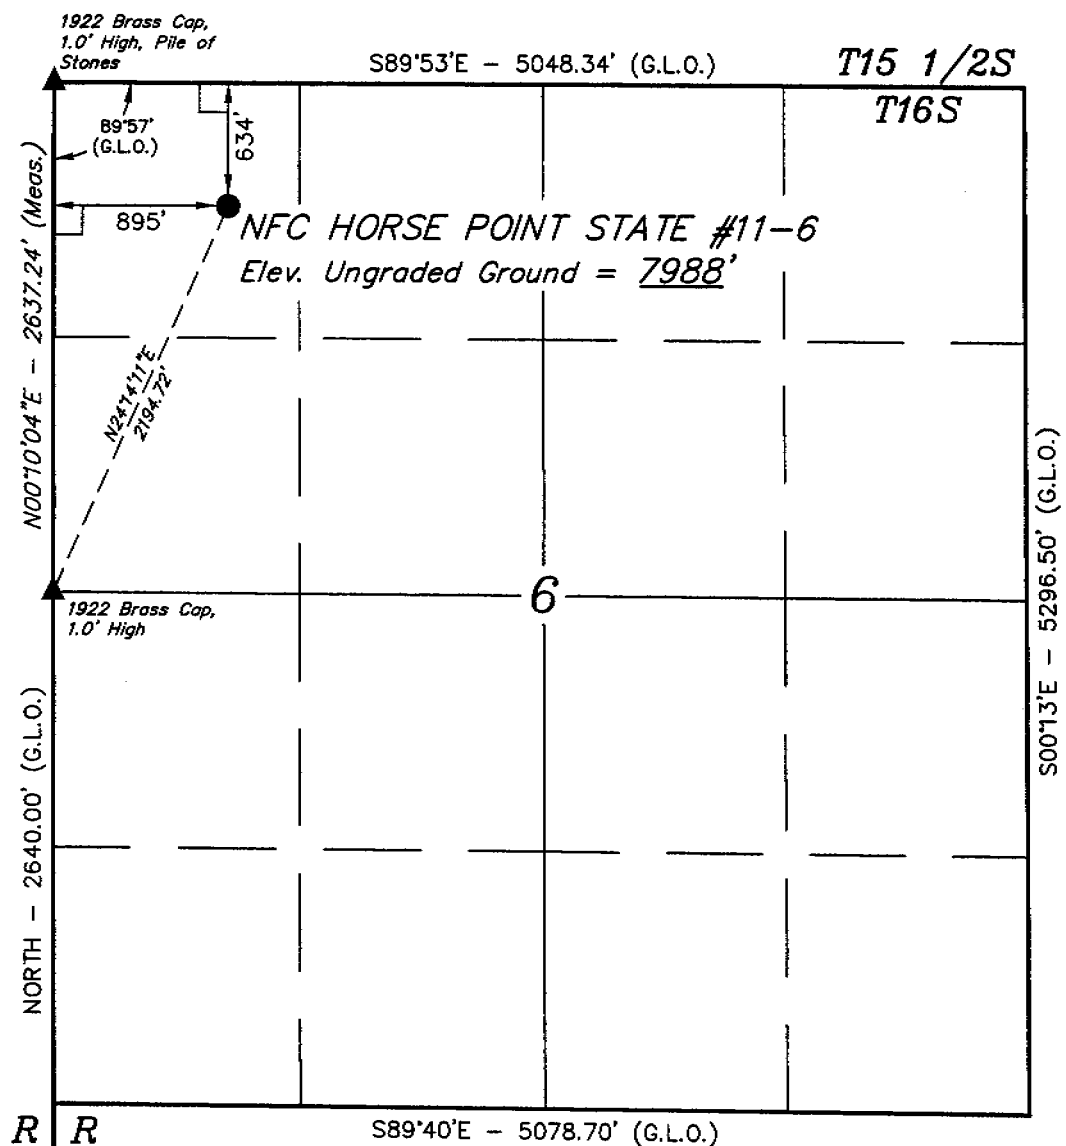 1922 Brass Cap,
1.0' High, Pile of
Stones
S89°53'E - 5048.34' (G.L.O.)
T15 1/2S
T16S
89°57'
(G.L.O.)
634'
895'
NFC HORSE POINT STATE #11-6
Elev. Ungraded Ground = 7988'
N00°10'04"E - 2637.24' (Meas.)
N24°14'11"E
2194.72'
1922 Brass Cap,
1.0' High
6
S00°13'E - 5296.50' (G.L.O.)
NORTH - 2640.00' (G.L.O.)
R R
S89°40'E - 5078.70' (G.L.O.)